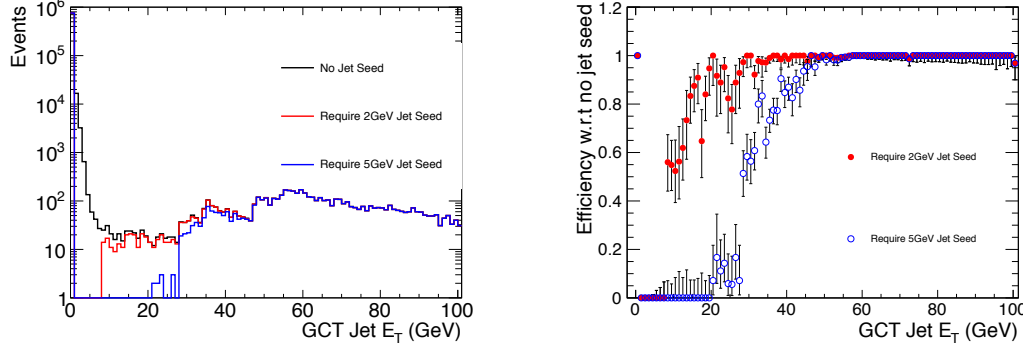 Events
10^6
10^5
10^4
10^3
10^2
10
1
No Jet Seed
Require 2GeV Jet Seed
Require 5GeV Jet Seed
0 20 40 60 80 100
GCT Jet E_T (GeV)
Efficiency w.r.t no jet seed
1.2
1
0.8
0.6
0.4
0.2
0
Require 2GeV Jet Seed
Require 5GeV Jet Seed
0 20 40 60 80 100
GCT Jet E_T (GeV)